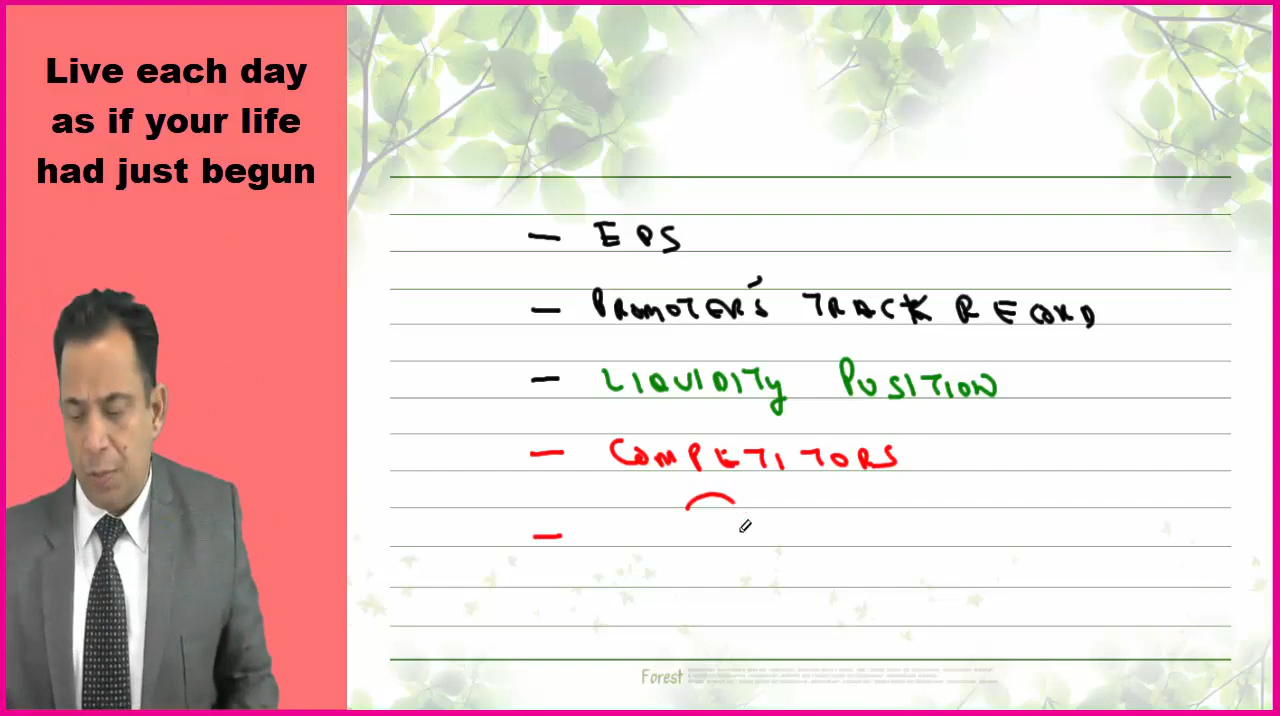 Live each day
as if your life
had just begun
— EPS
— PROMOTER'S TRACK RECORD
— LIQUIDITY POSITION
— COMPETITORS
—
Forest